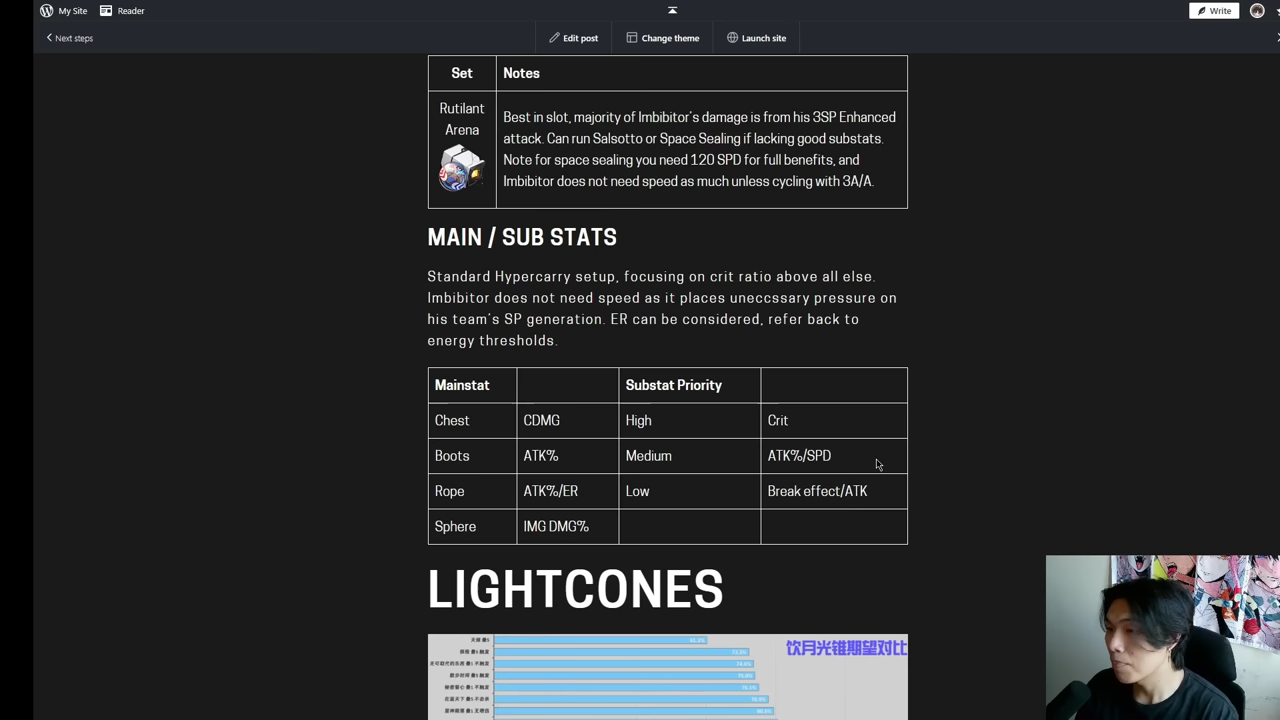 My Site Reader Write
Next steps Edit post Change theme Launch site
Set Notes
Rutilant
Arena
Best in slot, majority of Imbibitor's damage is from his 3SP Enhanced
attack. Can run Salsotto or Space Sealing if lacking good substats.
Note for space sealing you need 120 SPD for full benefits, and
Imbibitor does not need speed as much unless cycling with 3A/A.
MAIN / SUB STATS
Standard Hypercarry setup, focusing on crit ratio above all else.
Imbibitor does not need speed as it places uneccssary pressure on
his team's SP generation. ER can be considered, refer back to
energy thresholds.
Mainstat Substat Priority
Chest CDMG High Crit
Boots ATK% Medium ATK%/SPD
Rope ATK%/ER Low Break effect/ATK
Sphere IMG DMG%
LIGHTCONES
饮月光锥期望对比